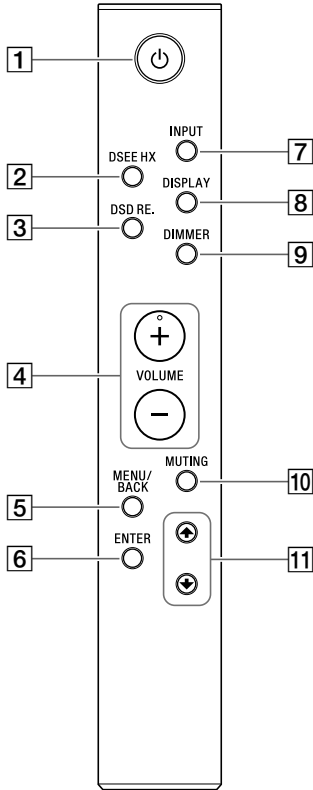 1
INPUT
7
DSEE HX
2
DISPLAY
8
DSD RE.
3
DIMMER
9
+
4
VOLUME
−
MUTING
10
MENU/
BACK
5
ENTER
6
11